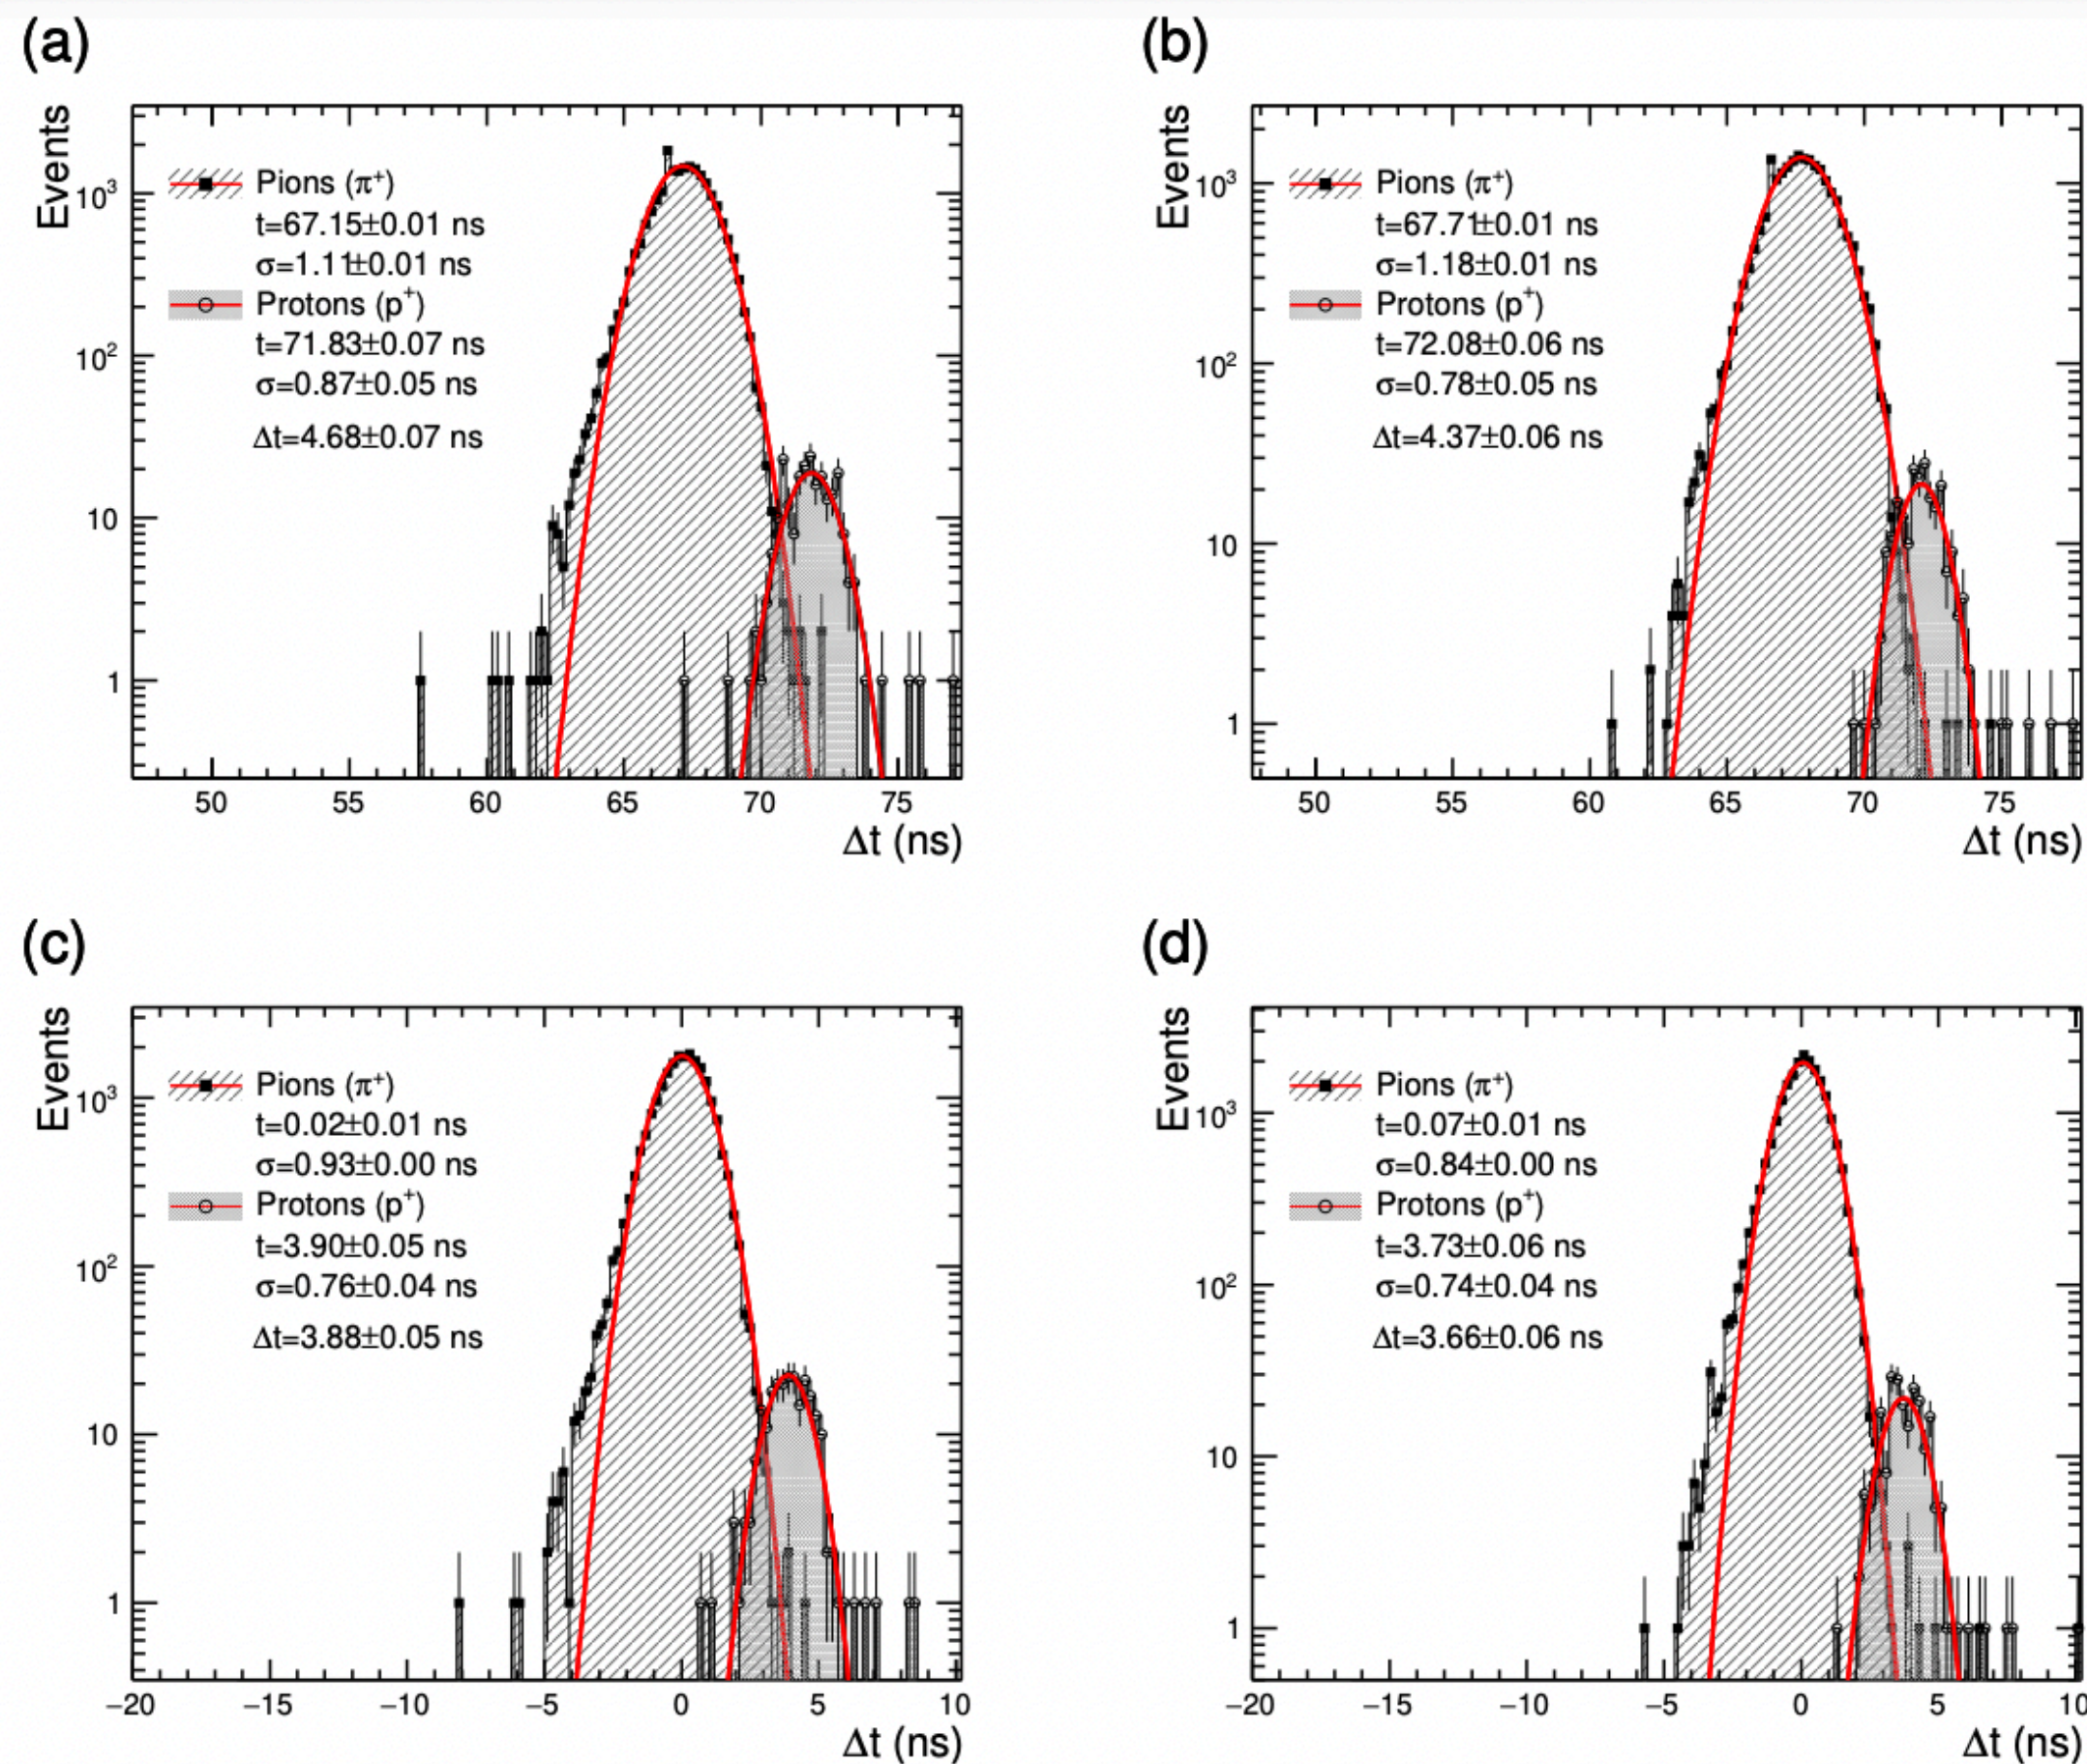 (a)
Events
10³
10²
10
1
Pions (π⁺)
t=67.15±0.01 ns
σ=1.11±0.01 ns
Protons (p⁺)
t=71.83±0.07 ns
σ=0.87±0.05 ns
Δt=4.68±0.07 ns
50 55 60 65 70 75
Δt (ns)
(b)
Events
10³
10²
10
1
Pions (π⁺)
t=67.71±0.01 ns
σ=1.18±0.01 ns
Protons (p⁺)
t=72.08±0.06 ns
σ=0.78±0.05 ns
Δt=4.37±0.06 ns
50 55 60 65 70 75
Δt (ns)
(c)
Events
10³
10²
10
1
Pions (π⁺)
t=0.02±0.01 ns
σ=0.93±0.00 ns
Protons (p⁺)
t=3.90±0.05 ns
σ=0.76±0.04 ns
Δt=3.88±0.05 ns
−20 −15 −10 −5 0 5 10
Δt (ns)
(d)
Events
10³
10²
10
1
Pions (π⁺)
t=0.07±0.01 ns
σ=0.84±0.00 ns
Protons (p⁺)
t=3.73±0.06 ns
σ=0.74±0.04 ns
Δt=3.66±0.06 ns
−20 −15 −10 −5 0 5 10
Δt (ns)